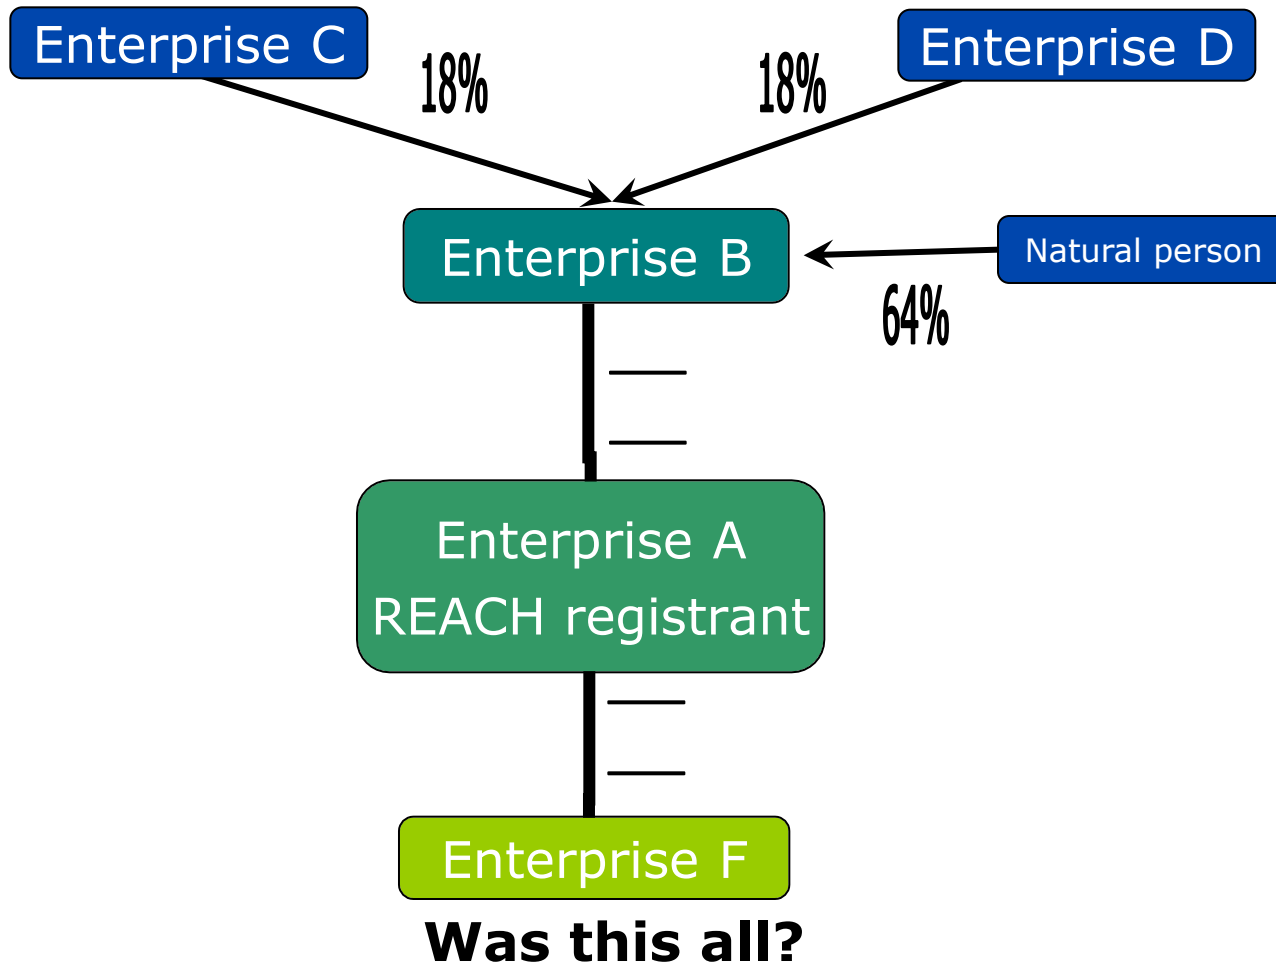 Enterprise C
18%
18%
Enterprise D
Enterprise B
Natural person
64%
Enterprise A
REACH registrant
Enterprise F
Was this all?